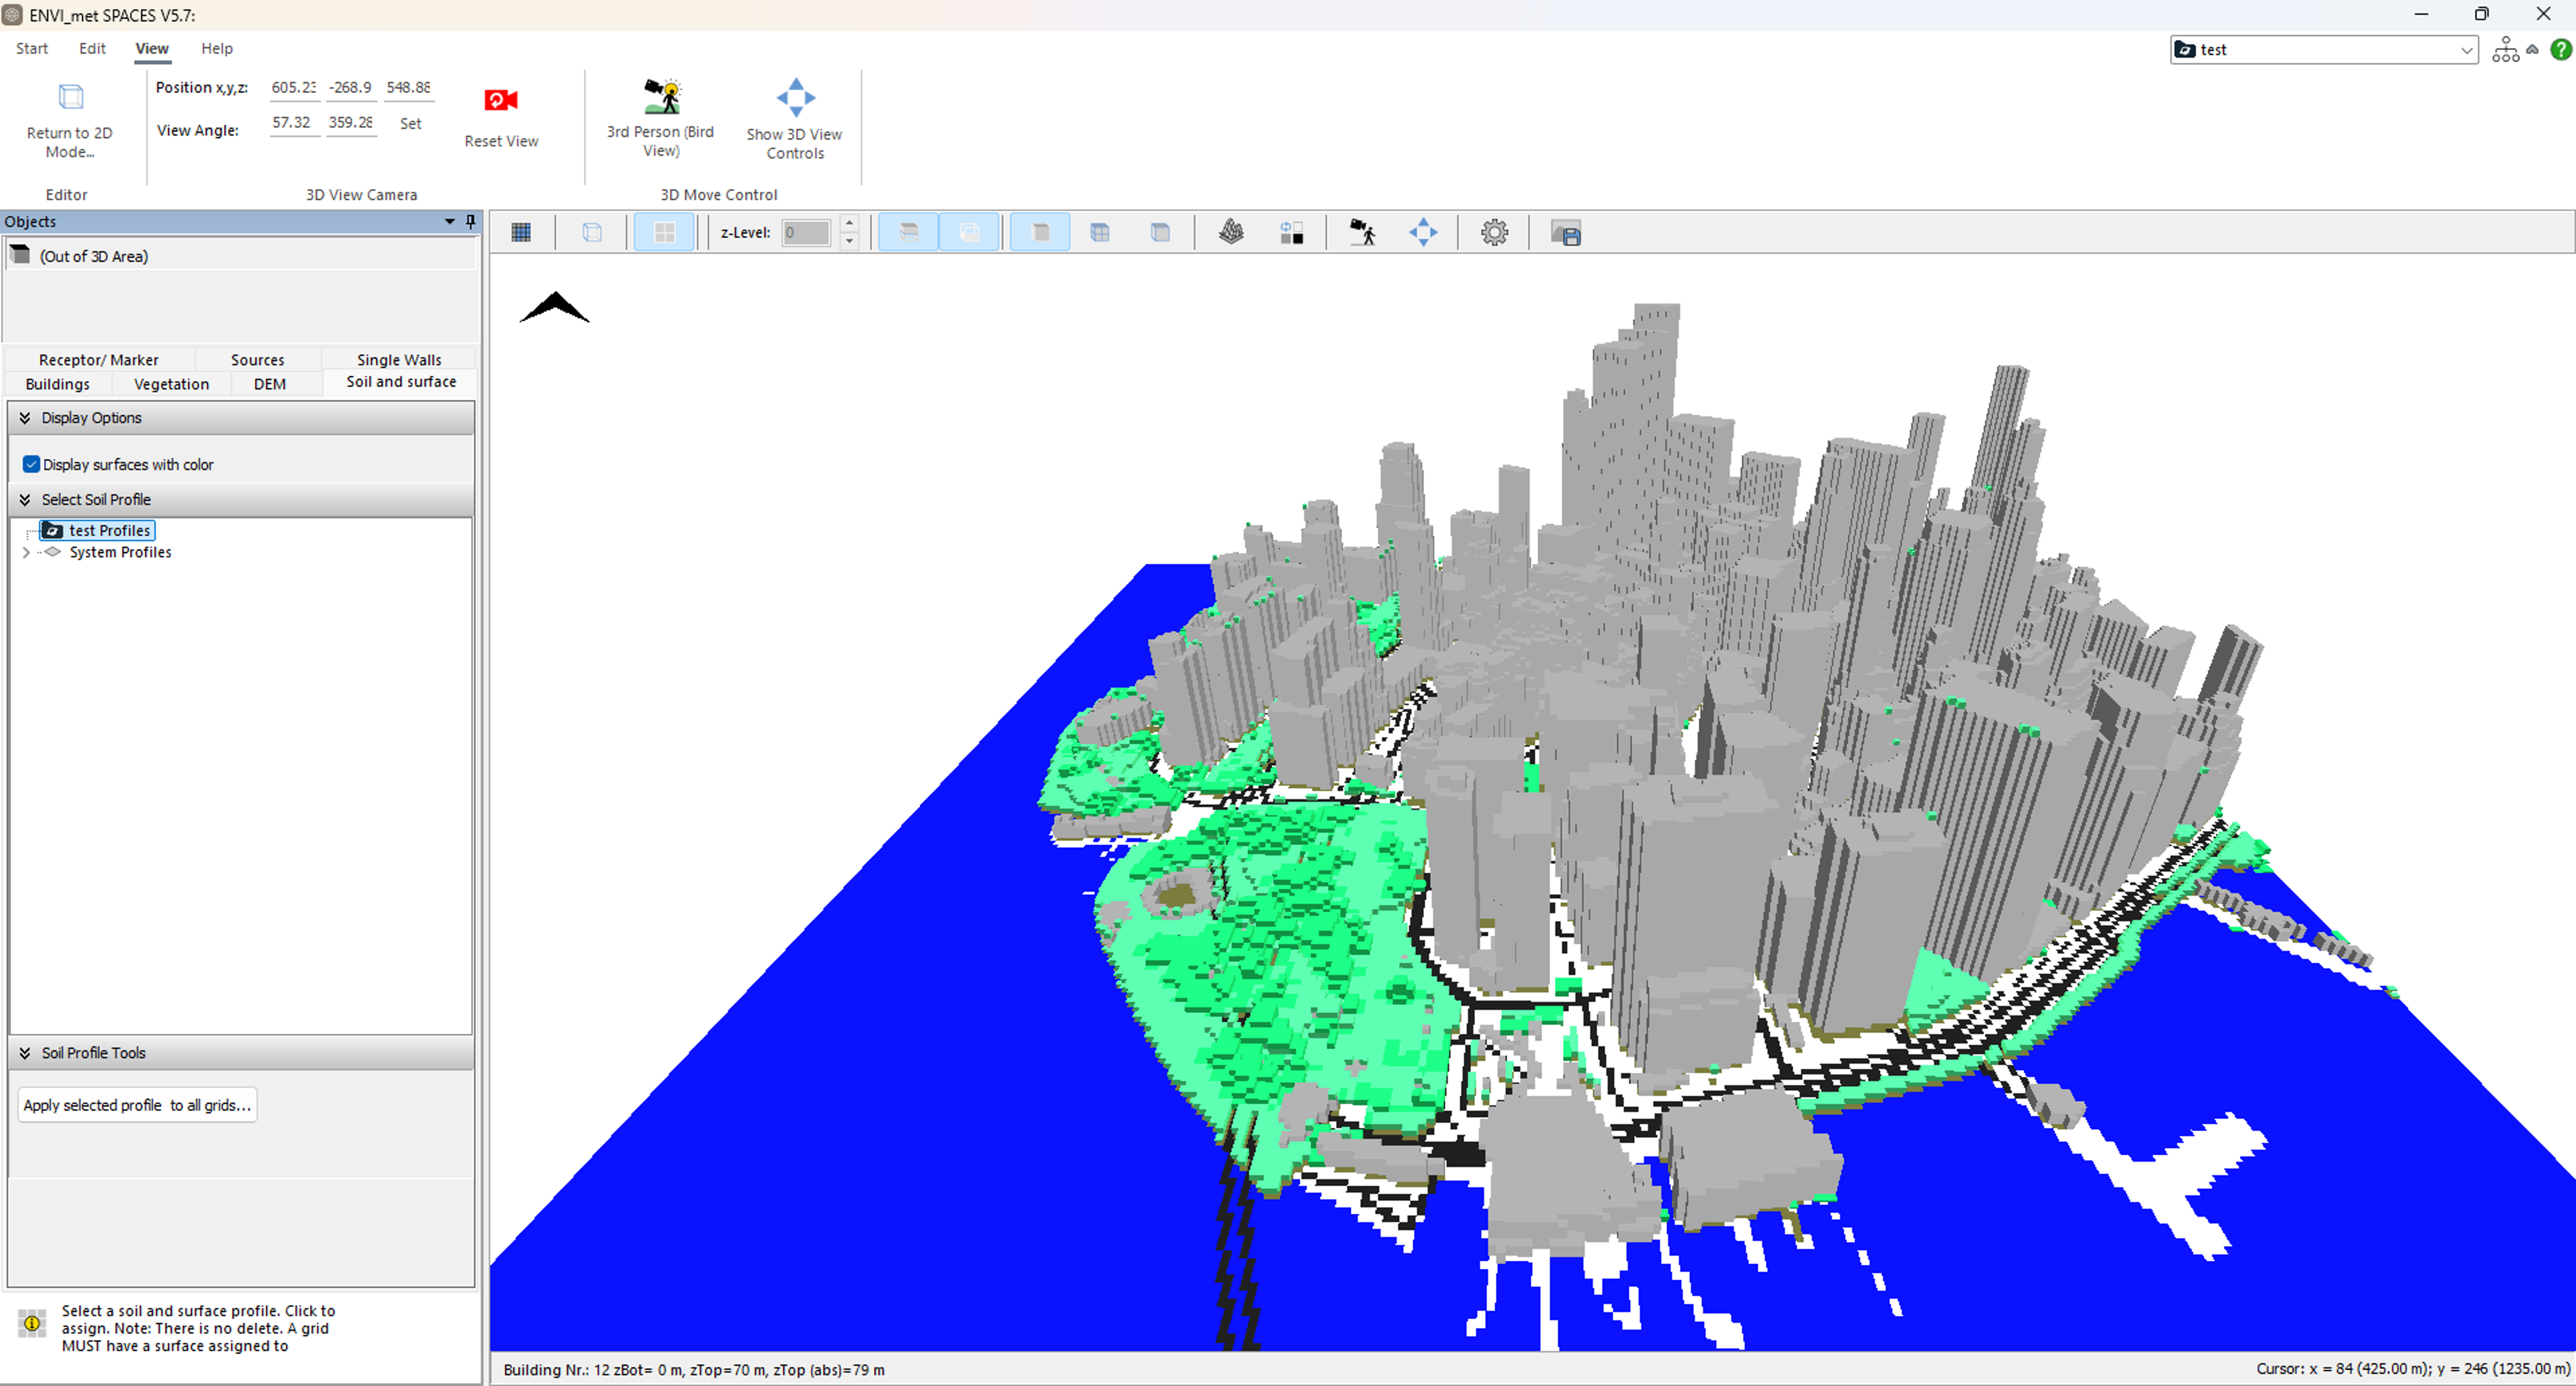 ENVI_met SPACES V5.7:
Start Edit View Help
test
Position x,y,z: 605.23 -268.9 548.88
View Angle: 57.32 359.28 Set
Return to 2D
Mode...
Reset View
3rd Person (Bird
View)
Show 3D View
Controls
Editor
3D View Camera
3D Move Control
Objects
z-Level: 0
(Out of 3D Area)
Receptor/ Marker Sources Single Walls
Buildings Vegetation DEM Soil and surface
Display Options
Display surfaces with color
Select Soil Profile
test Profiles
System Profiles
Soil Profile Tools
Apply selected profile to all grids...
Select a soil and surface profile. Click to
assign. Note: There is no delete. A grid
MUST have a surface assigned to
Building Nr.: 12 zBot= 0 m, zTop=70 m, zTop (abs)=79 m
Cursor: x = 84 (425.00 m); y = 246 (1235.00 m)